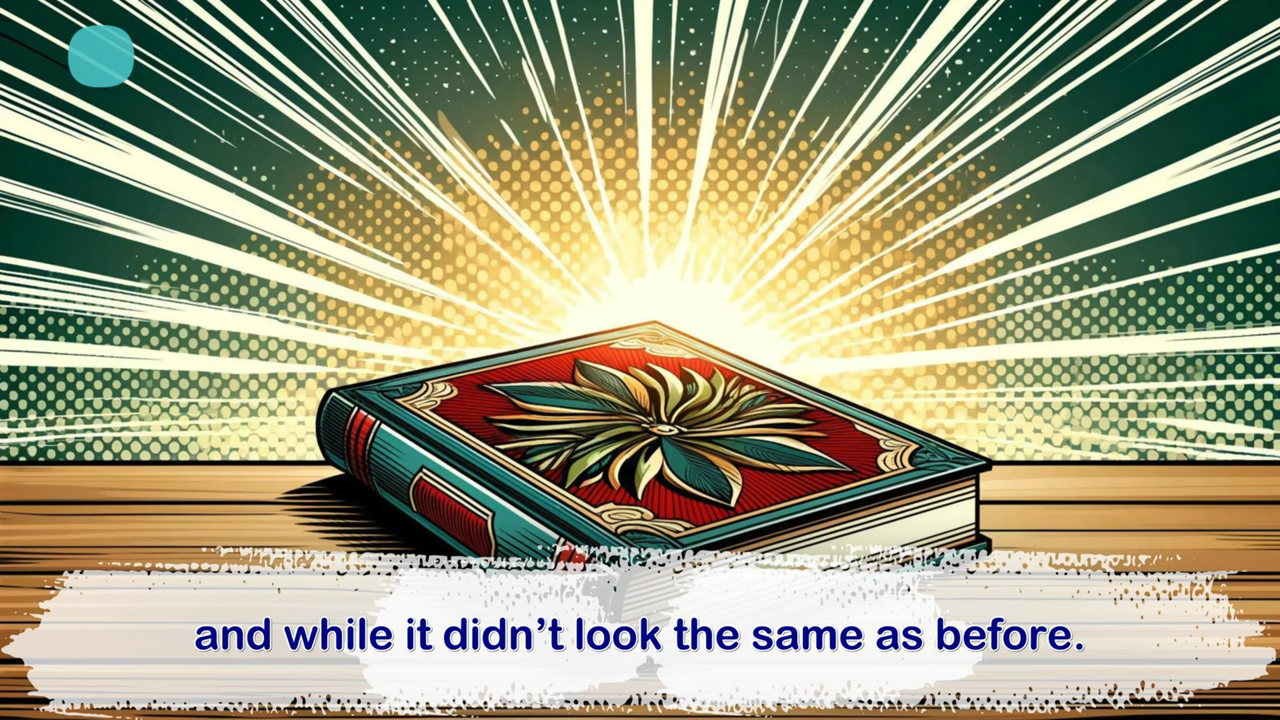 and while it didn’t look the same as before.